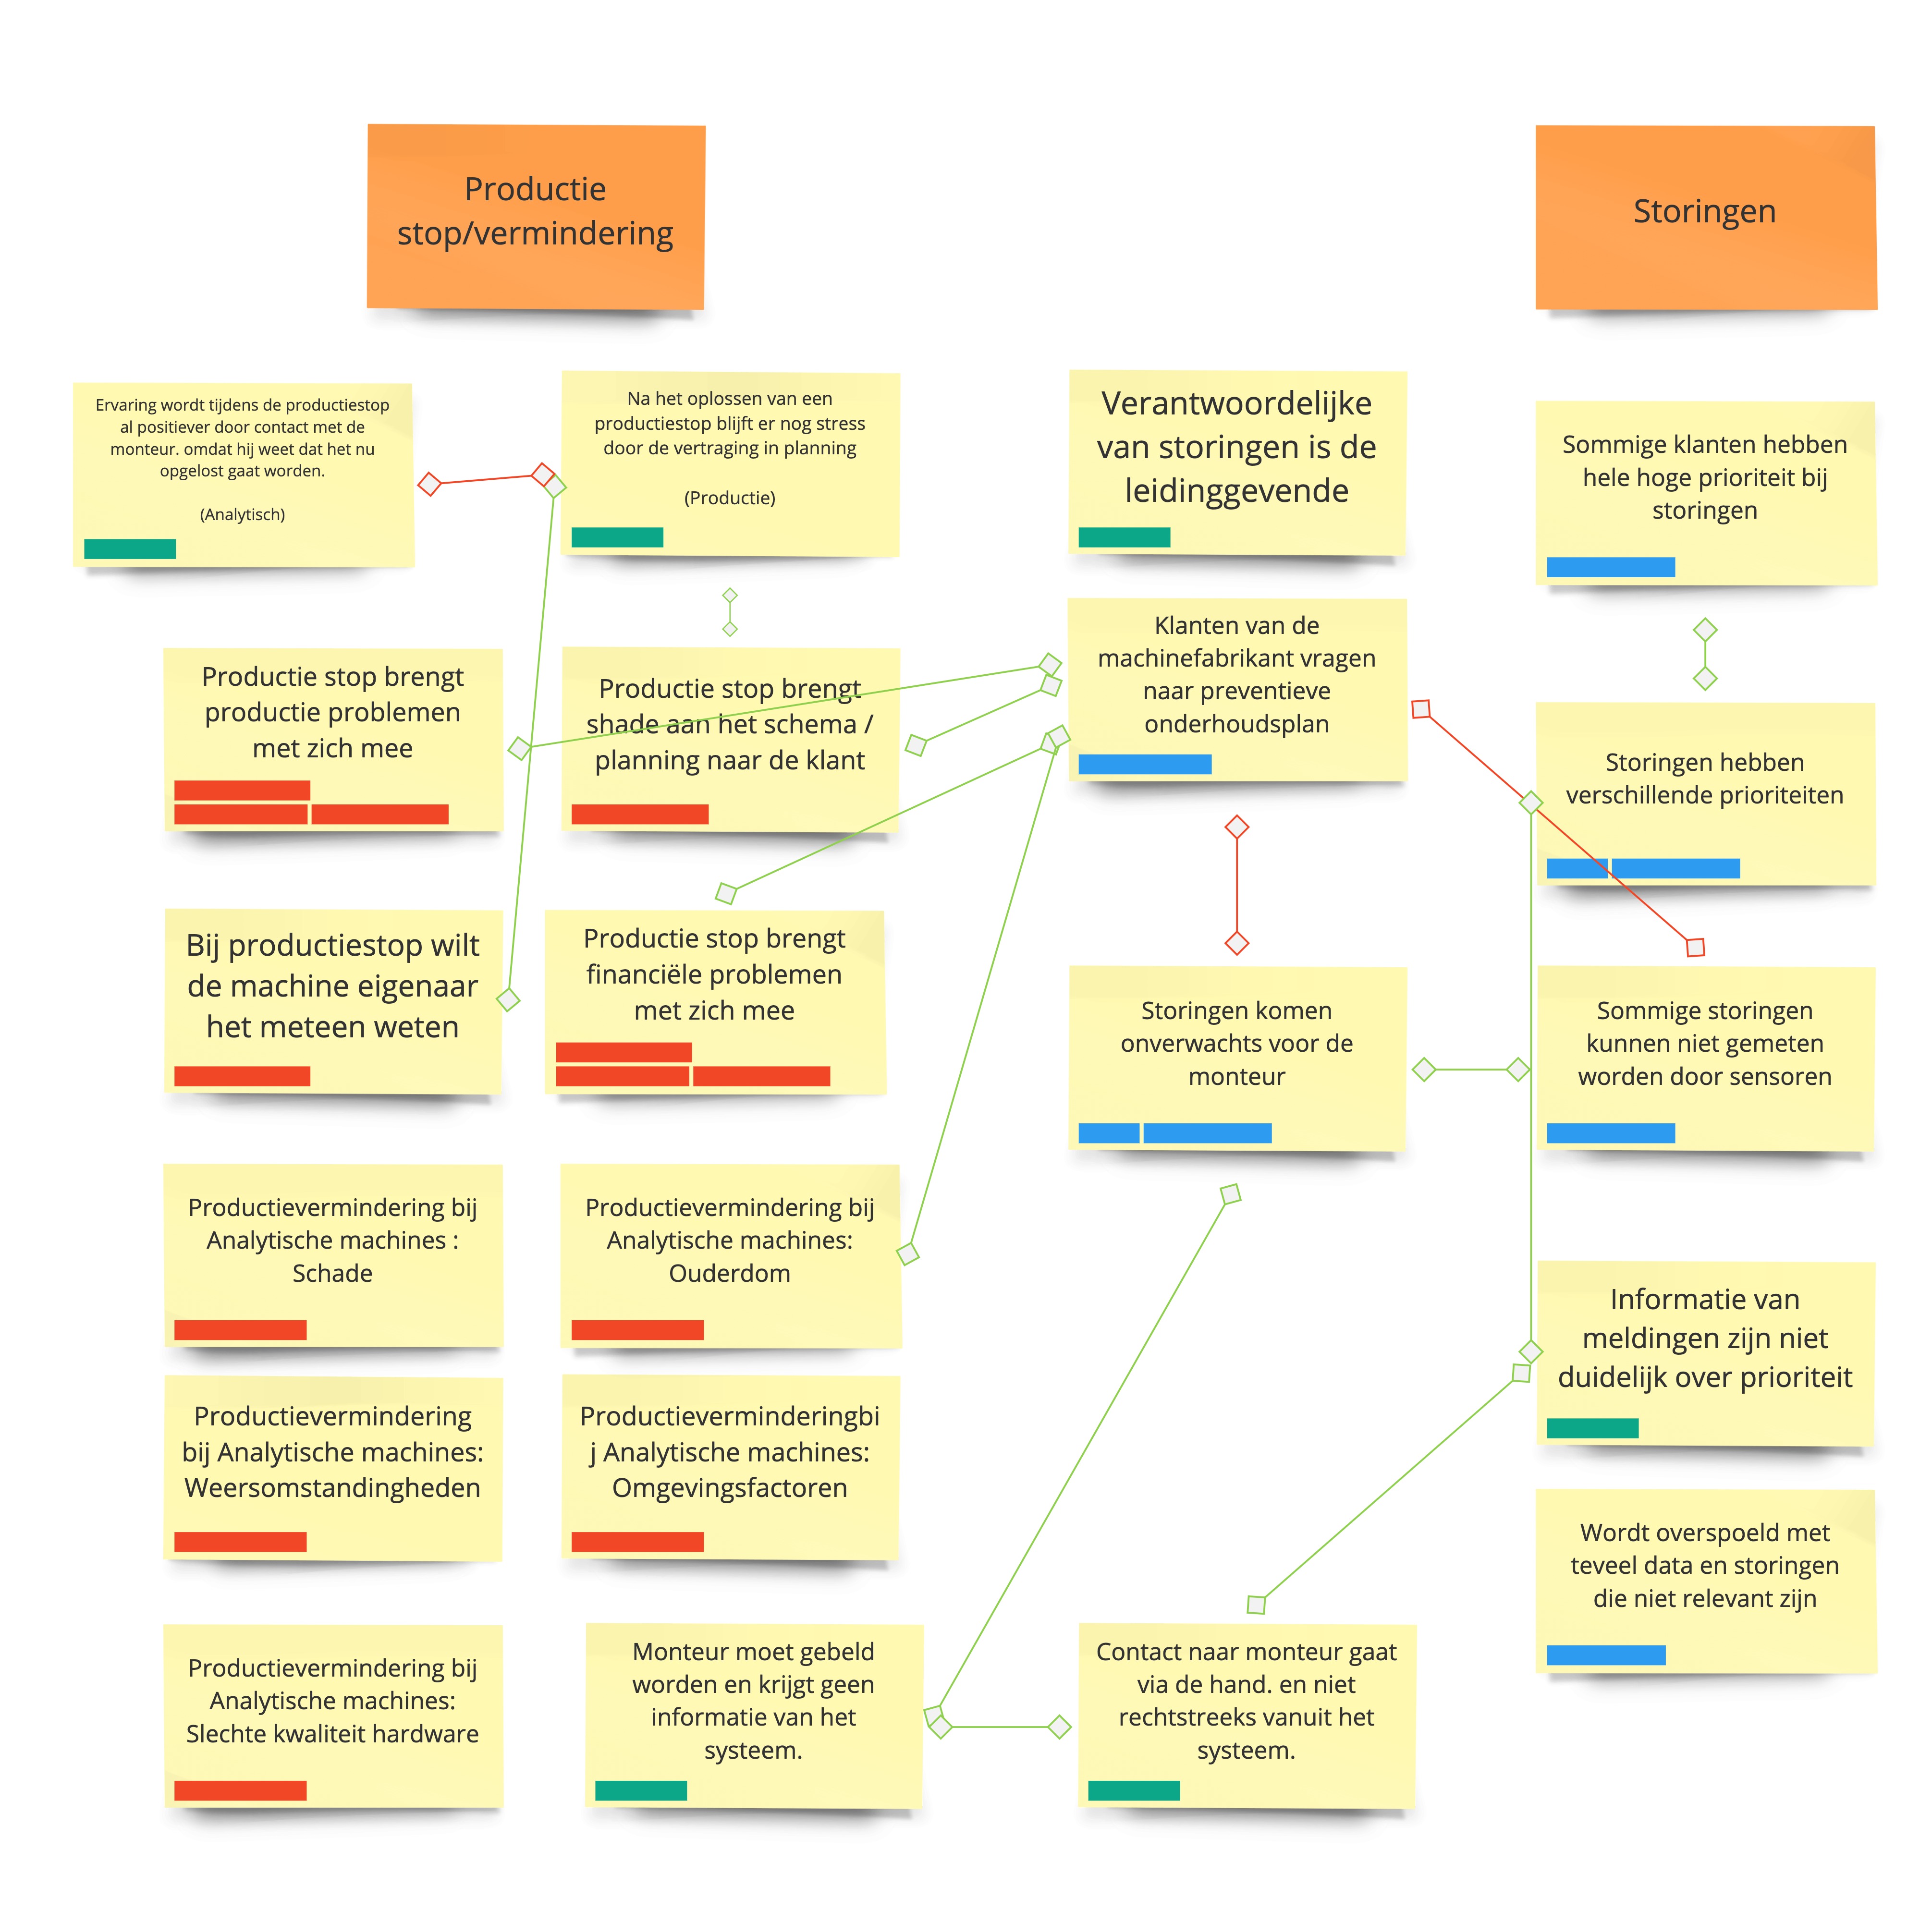 Productie
stop/vermindering
Storingen
Ervaring wordt tijdens de productiestop
al positiever door contact met de
monteur. omdat hij weet dat het nu
opgelost gaat worden.
(Analytisch)
Na het oplossen van een
productiestop blijft er nog stress
door de vertraging in planning
(Productie)
Verantwoordelijke
van storingen is de
leidinggevende
Sommige klanten hebben
hele hoge prioriteit bij
storingen
Productie stop brengt
productie problemen
met zich mee
Productie stop brengt
shade aan het schema /
planning naar de klant
Klanten van de
machinefabrikant vragen
naar preventieve
onderhoudsplan
Storingen hebben
verschillende prioriteiten
Bij productiestop wilt
de machine eigenaar
het meteen weten
Productie stop brengt
financiële problemen
met zich mee
Storingen komen
onverwachts voor de
monteur
Sommige storingen
kunnen niet gemeten
worden door sensoren
Productievermindering bij
Analytische machines :
Schade
Productievermindering bij
Analytische machines:
Ouderdom
Informatie van
meldingen zijn niet
duidelijk over prioriteit
Productievermindering
bij Analytische machines:
Weersomstandingheden
Productieverminderingbi
j Analytische machines:
Omgevingsfactoren
Wordt overspoeld met
teveel data en storingen
die niet relevant zijn
Productievermindering bij
Analytische machines:
Slechte kwaliteit hardware
Monteur moet gebeld
worden en krijgt geen
informatie van het
systeem.
Contact naar monteur gaat
via de hand. en niet
rechtstreeks vanuit het
systeem.